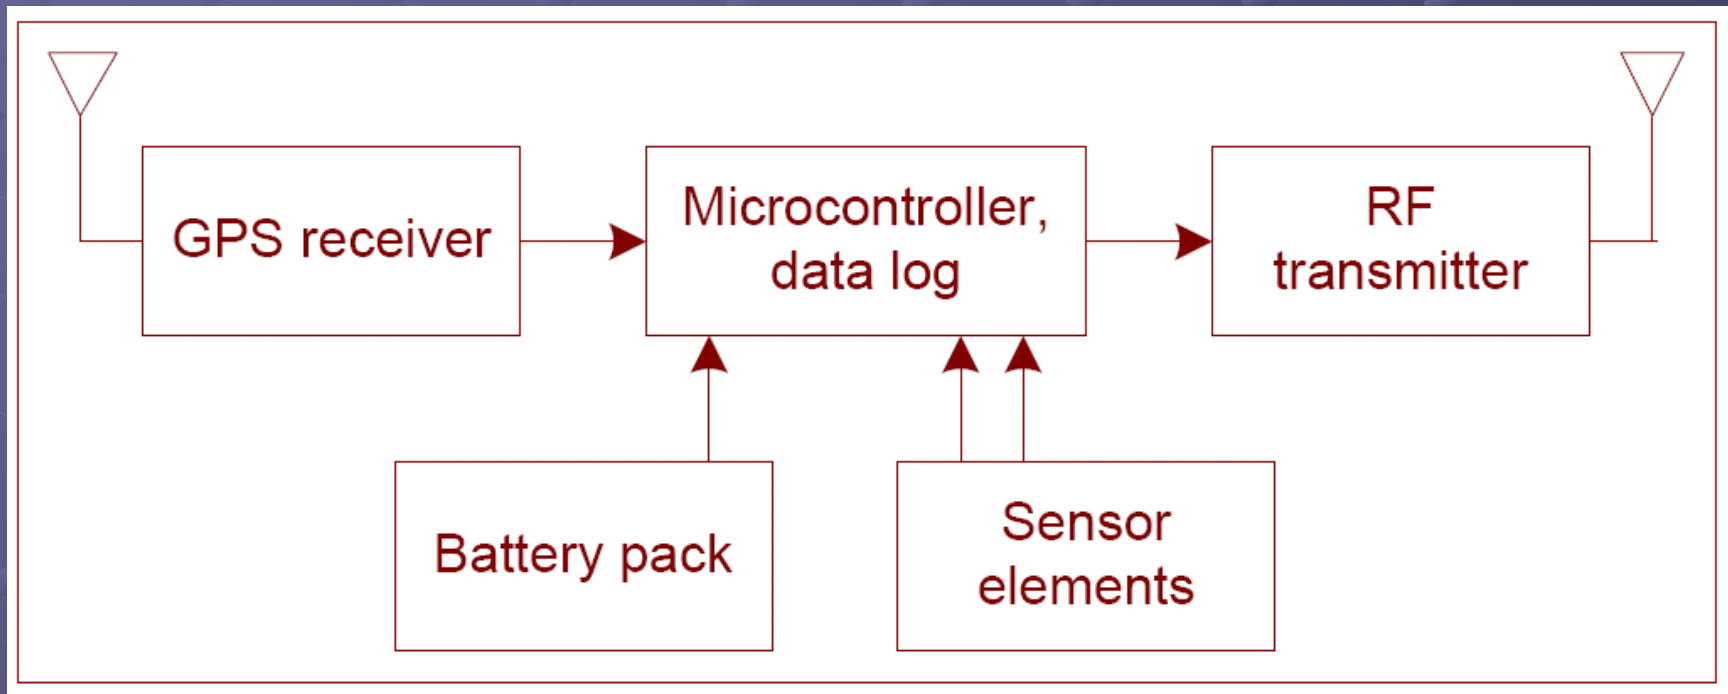 GPS receiver
Microcontroller,
data log
RF
transmitter
Battery pack
Sensor
elements